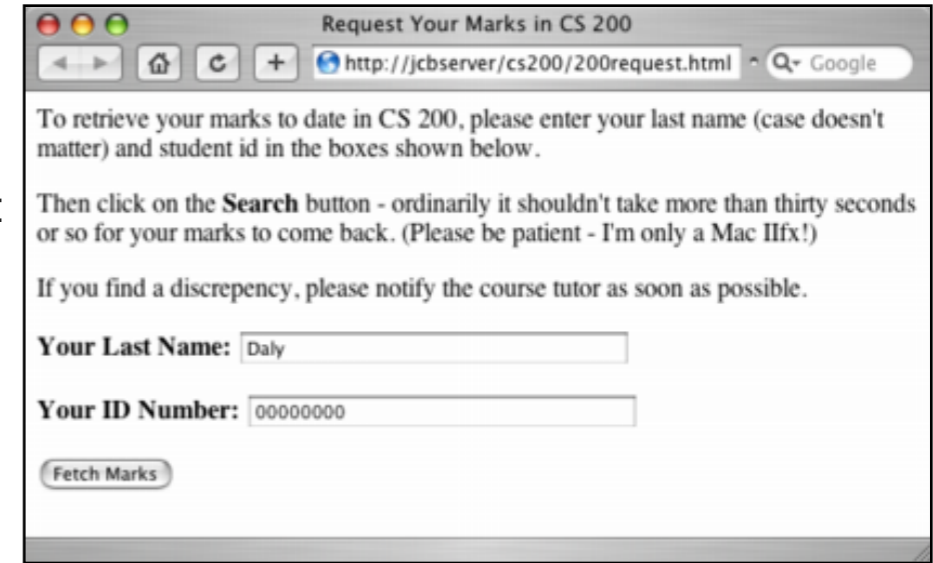 Request Your Marks in CS 200
http://jcbserver/cs200/200request.html
Google
To retrieve your marks to date in CS 200, please enter your last name (case doesn't
matter) and student id in the boxes shown below.
Then click on the Search button - ordinarily it shouldn't take more than thirty seconds
or so for your marks to come back. (Please be patient - I'm only a Mac IIfx!)
If you find a discrepency, please notify the course tutor as soon as possible.
Your Last Name: Daly
Your ID Number: 00000000
Fetch Marks